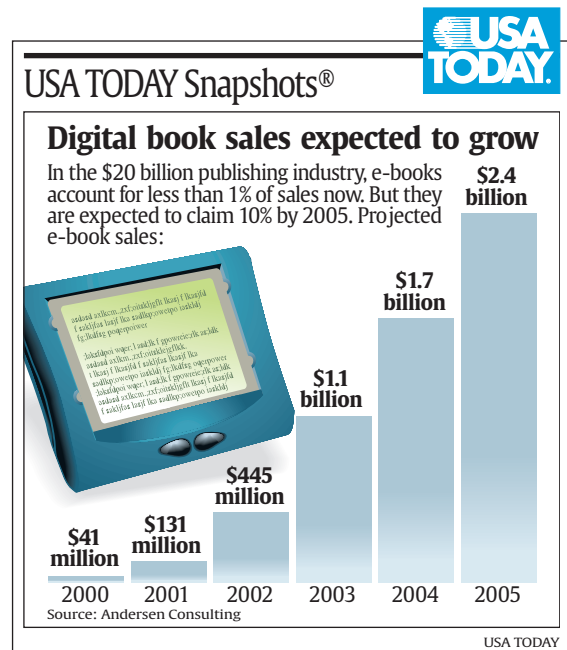 USA
TODAY.
USA TODAY Snapshots®
Digital book sales expected to grow
In the $20 billion publishing industry, e-books
account for less than 1% of sales now. But they
are expected to claim 10% by 2005. Projected
e-book sales:
$2.4
billion
$1.7
billion
$1.1
billion
$445
million
$131
million
$41
million
2000 2001 2002 2003 2004 2005
Source: Andersen Consulting
USA TODAY